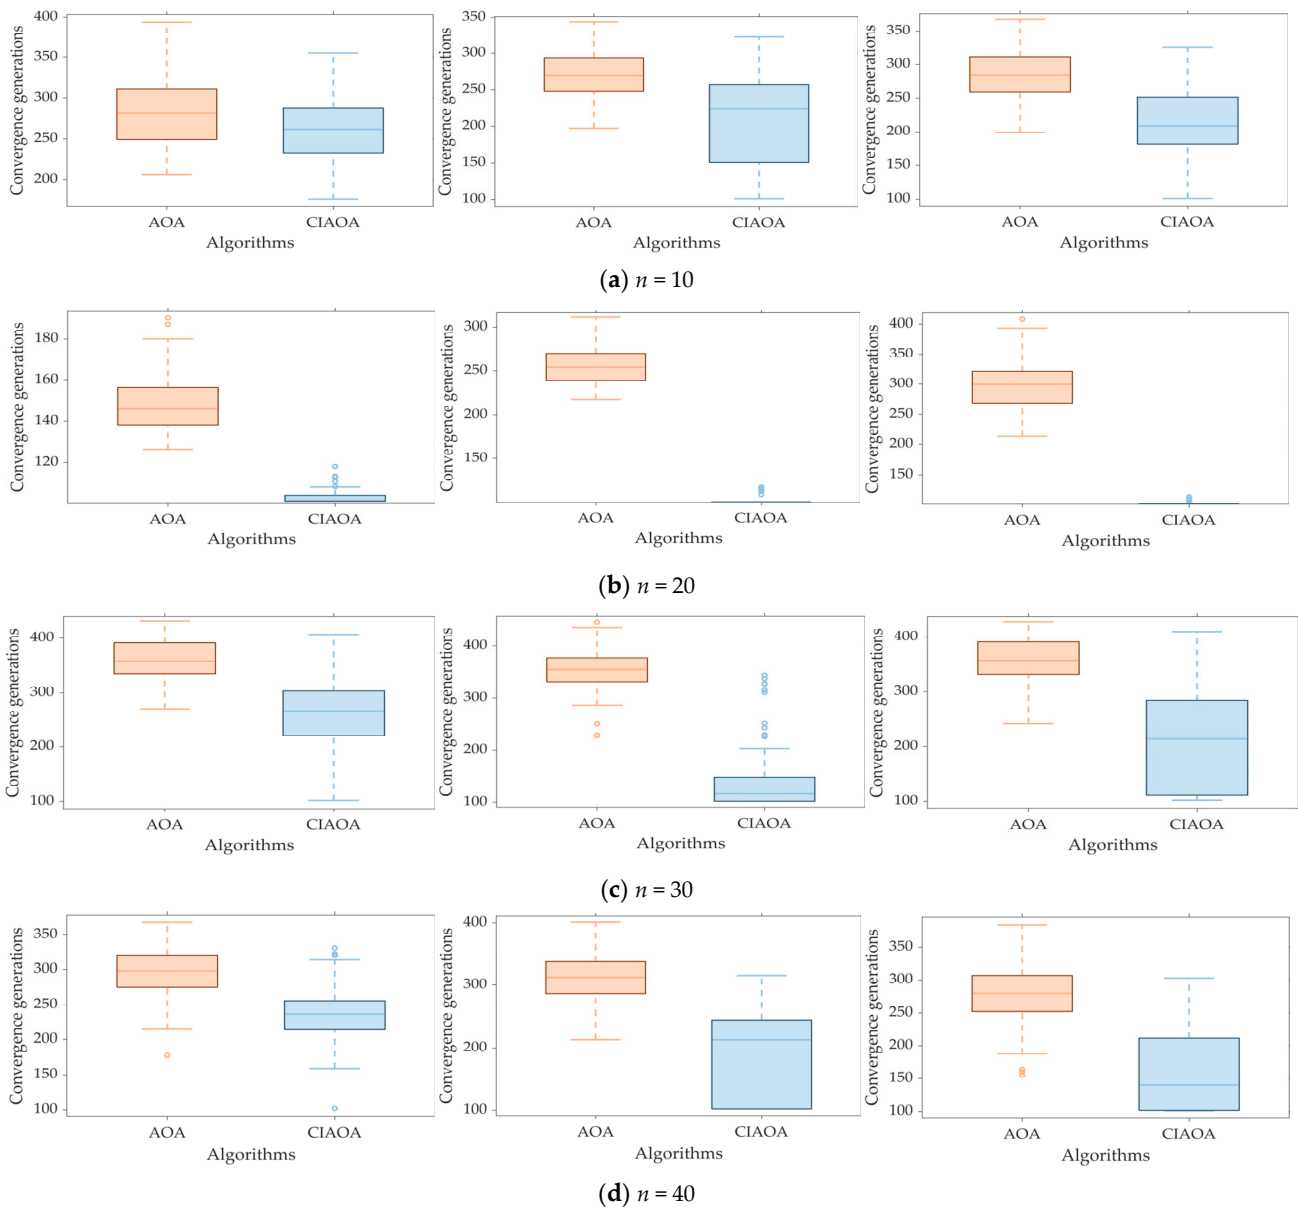 Convergence generations
400
350
300
250
200
AOA
CIAOA
Algorithms
Convergence generations
350
300
250
200
150
100
AOA
CIAOA
Algorithms
Convergence generations
350
300
250
200
150
100
AOA
CIAOA
Algorithms
(a) n = 10
Convergence generations
180
160
140
120
AOA
CIAOA
Algorithms
Convergence generations
300
250
200
150
AOA
CIAOA
Algorithms
Convergence generations
400
350
300
250
200
150
AOA
CIAOA
Algorithms
(b) n = 20
Convergence generations
400
300
200
100
AOA
CIAOA
Algorithms
Convergence generations
400
300
200
100
AOA
CIAOA
Algorithms
Convergence generations
400
300
200
100
AOA
CIAOA
Algorithms
(c) n = 30
Convergence generations
350
300
250
200
150
100
AOA
CIAOA
Algorithms
Convergence generations
400
300
200
100
AOA
CIAOA
Algorithms
Convergence generations
350
300
250
200
150
100
AOA
CIAOA
Algorithms
(d) n = 40